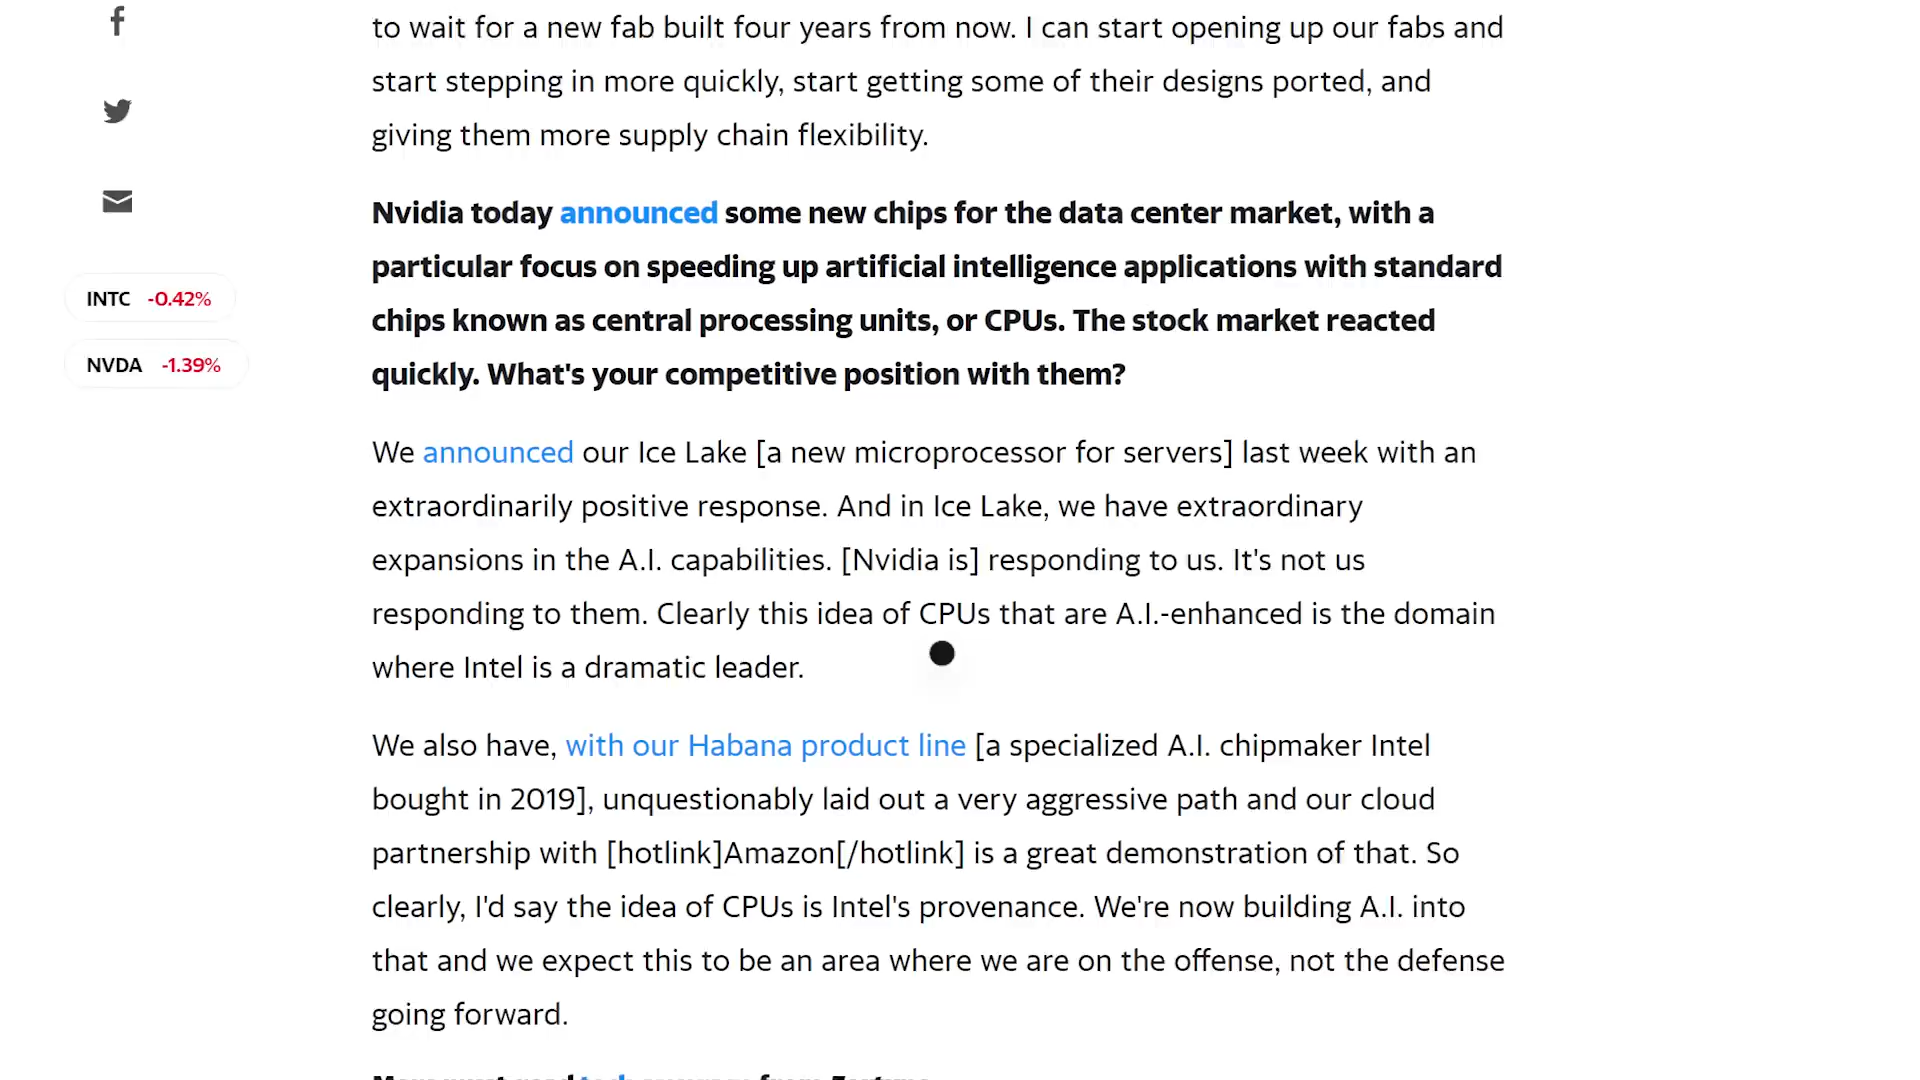 to wait for a new fab built four years from now. I can start opening up our fabs and
start stepping in more quickly, start getting some of their designs ported, and
giving them more supply chain flexibility.
Nvidia today announced some new chips for the data center market, with a
particular focus on speeding up artificial intelligence applications with standard
INTC -0.42%
chips known as central processing units, or CPUs. The stock market reacted
NVDA -1.39%
quickly. What's your competitive position with them?
We announced our Ice Lake [a new microprocessor for servers] last week with an
extraordinarily positive response. And in Ice Lake, we have extraordinary
expansions in the A.I. capabilities. [Nvidia is] responding to us. It's not us
responding to them. Clearly this idea of CPUs that are A.I.-enhanced is the domain
where Intel is a dramatic leader.
We also have, with our Habana product line [a specialized A.I. chipmaker Intel
bought in 2019], unquestionably laid out a very aggressive path and our cloud
partnership with [hotlink]Amazon[/hotlink] is a great demonstration of that. So
clearly, I'd say the idea of CPUs is Intel's provenance. We're now building A.I. into
that and we expect this to be an area where we are on the offense, not the defense
going forward.